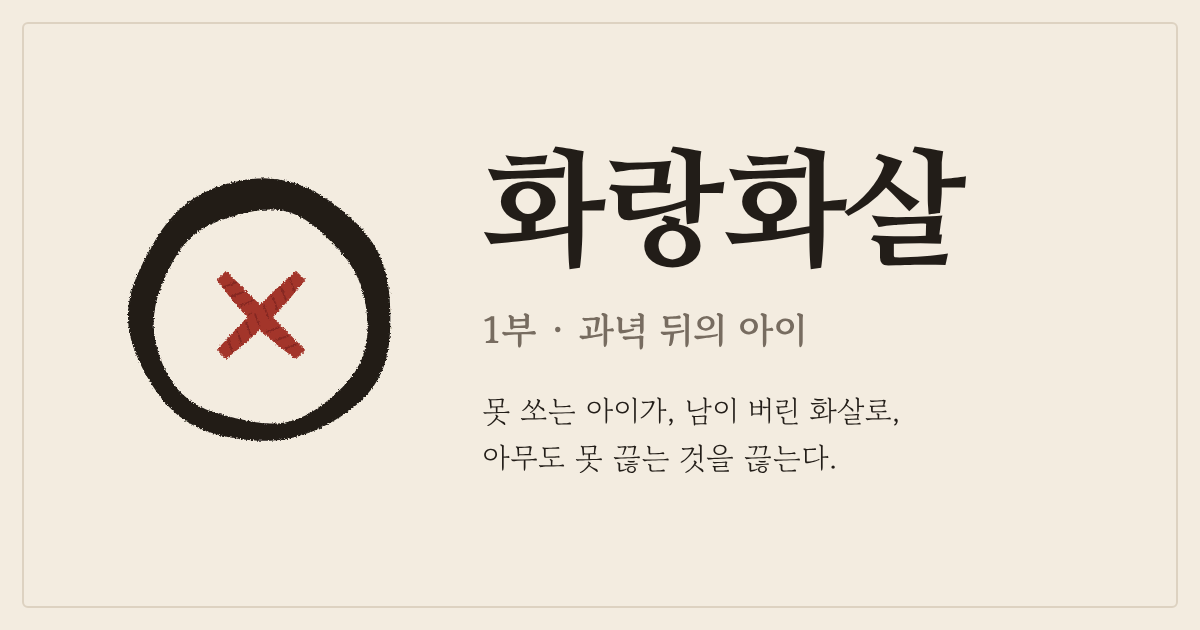 화랑화살
1부 · 과녁 뒤의 아이
못 쏘는 아이가, 남이 버린 화살로,
아무도 못 끊는 것을 끊는다.